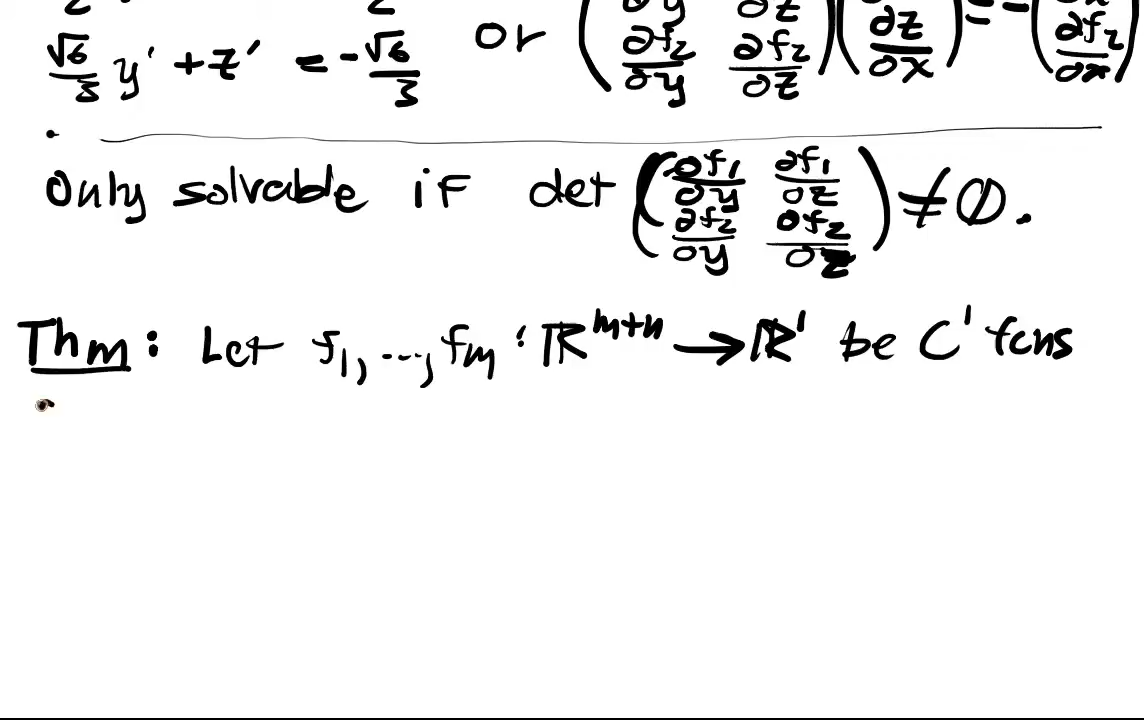 √6/3 y' + z' = -√6/3 or (∂f₂/∂y ∂f₂/∂z)(∂z/∂x) = -(∂f₂/∂x)
Only solvable if det (∂f₁/∂y ∂f₁/∂z
∂f₂/∂y ∂f₂/∂z) ≠ 0.
Thm: Let f₁, ..., fm : ℝ^{m+n} → ℝ¹ be C¹ fcns